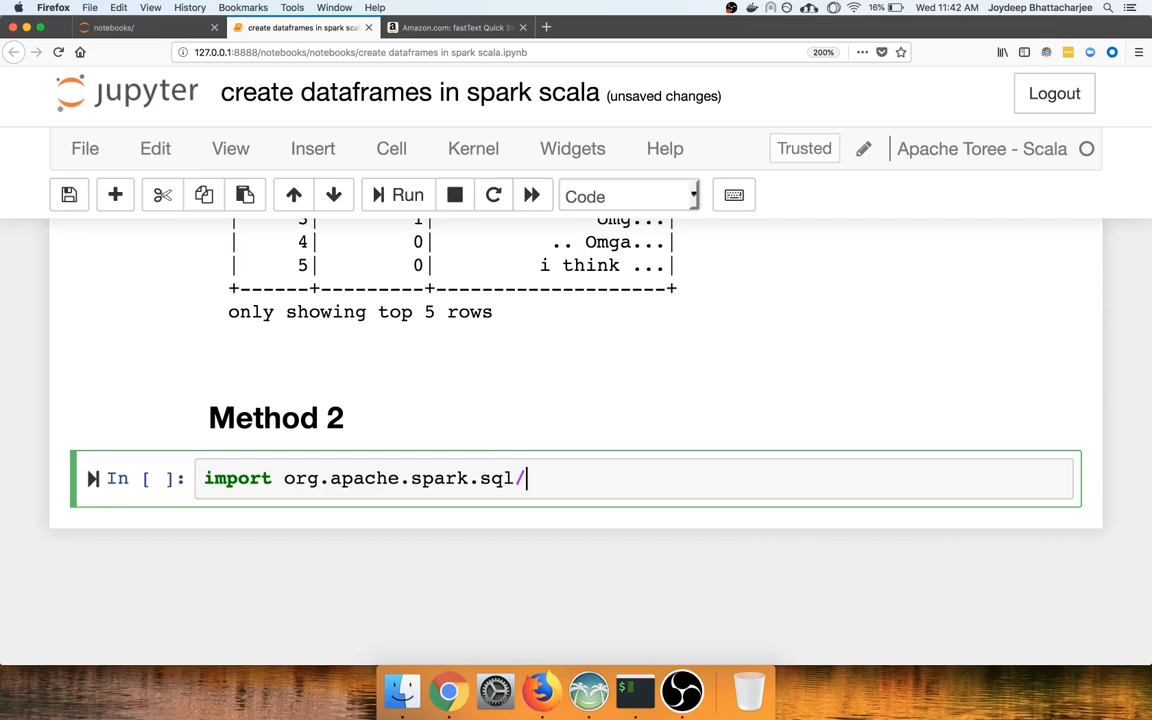 Firefox File Edit View History Bookmarks Tools Window Help 16% Wed 11:42 AM Joydeep Bhattacharjee
notebooks/ create dataframes in spark scal Amazon.com: fastText Quick St
127.0.0.1:8888/notebooks/notebooks/create dataframes in spark scala.ipynb 200%
jupyter create dataframes in spark scala (unsaved changes) Logout
File Edit View Insert Cell Kernel Widgets Help Trusted Apache Toree - Scala
Run Code
| 3| 1| Omg...|
| 4| 0| .. Omga...|
| 5| 0| i think ...|
+------+---------+--------------------+
only showing top 5 rows
Method 2
In [ ]: import org.apache.spark.sql/